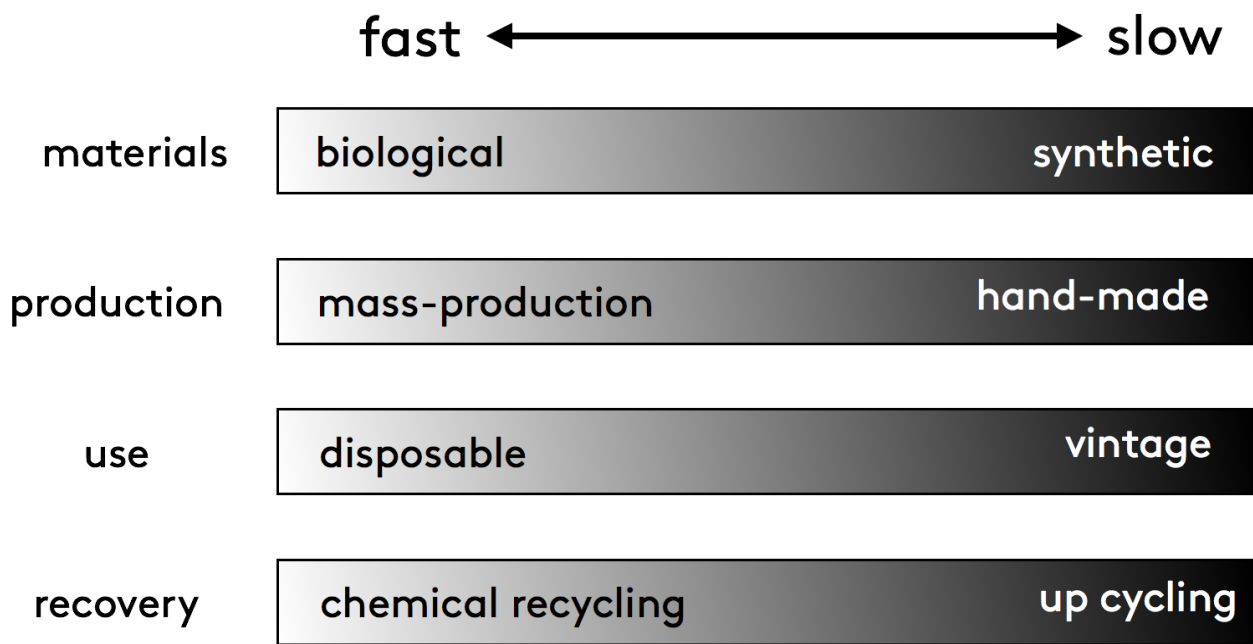 fast slow
materials biological synthetic
production mass-production hand-made
use disposable vintage
recovery chemical recycling up cycling